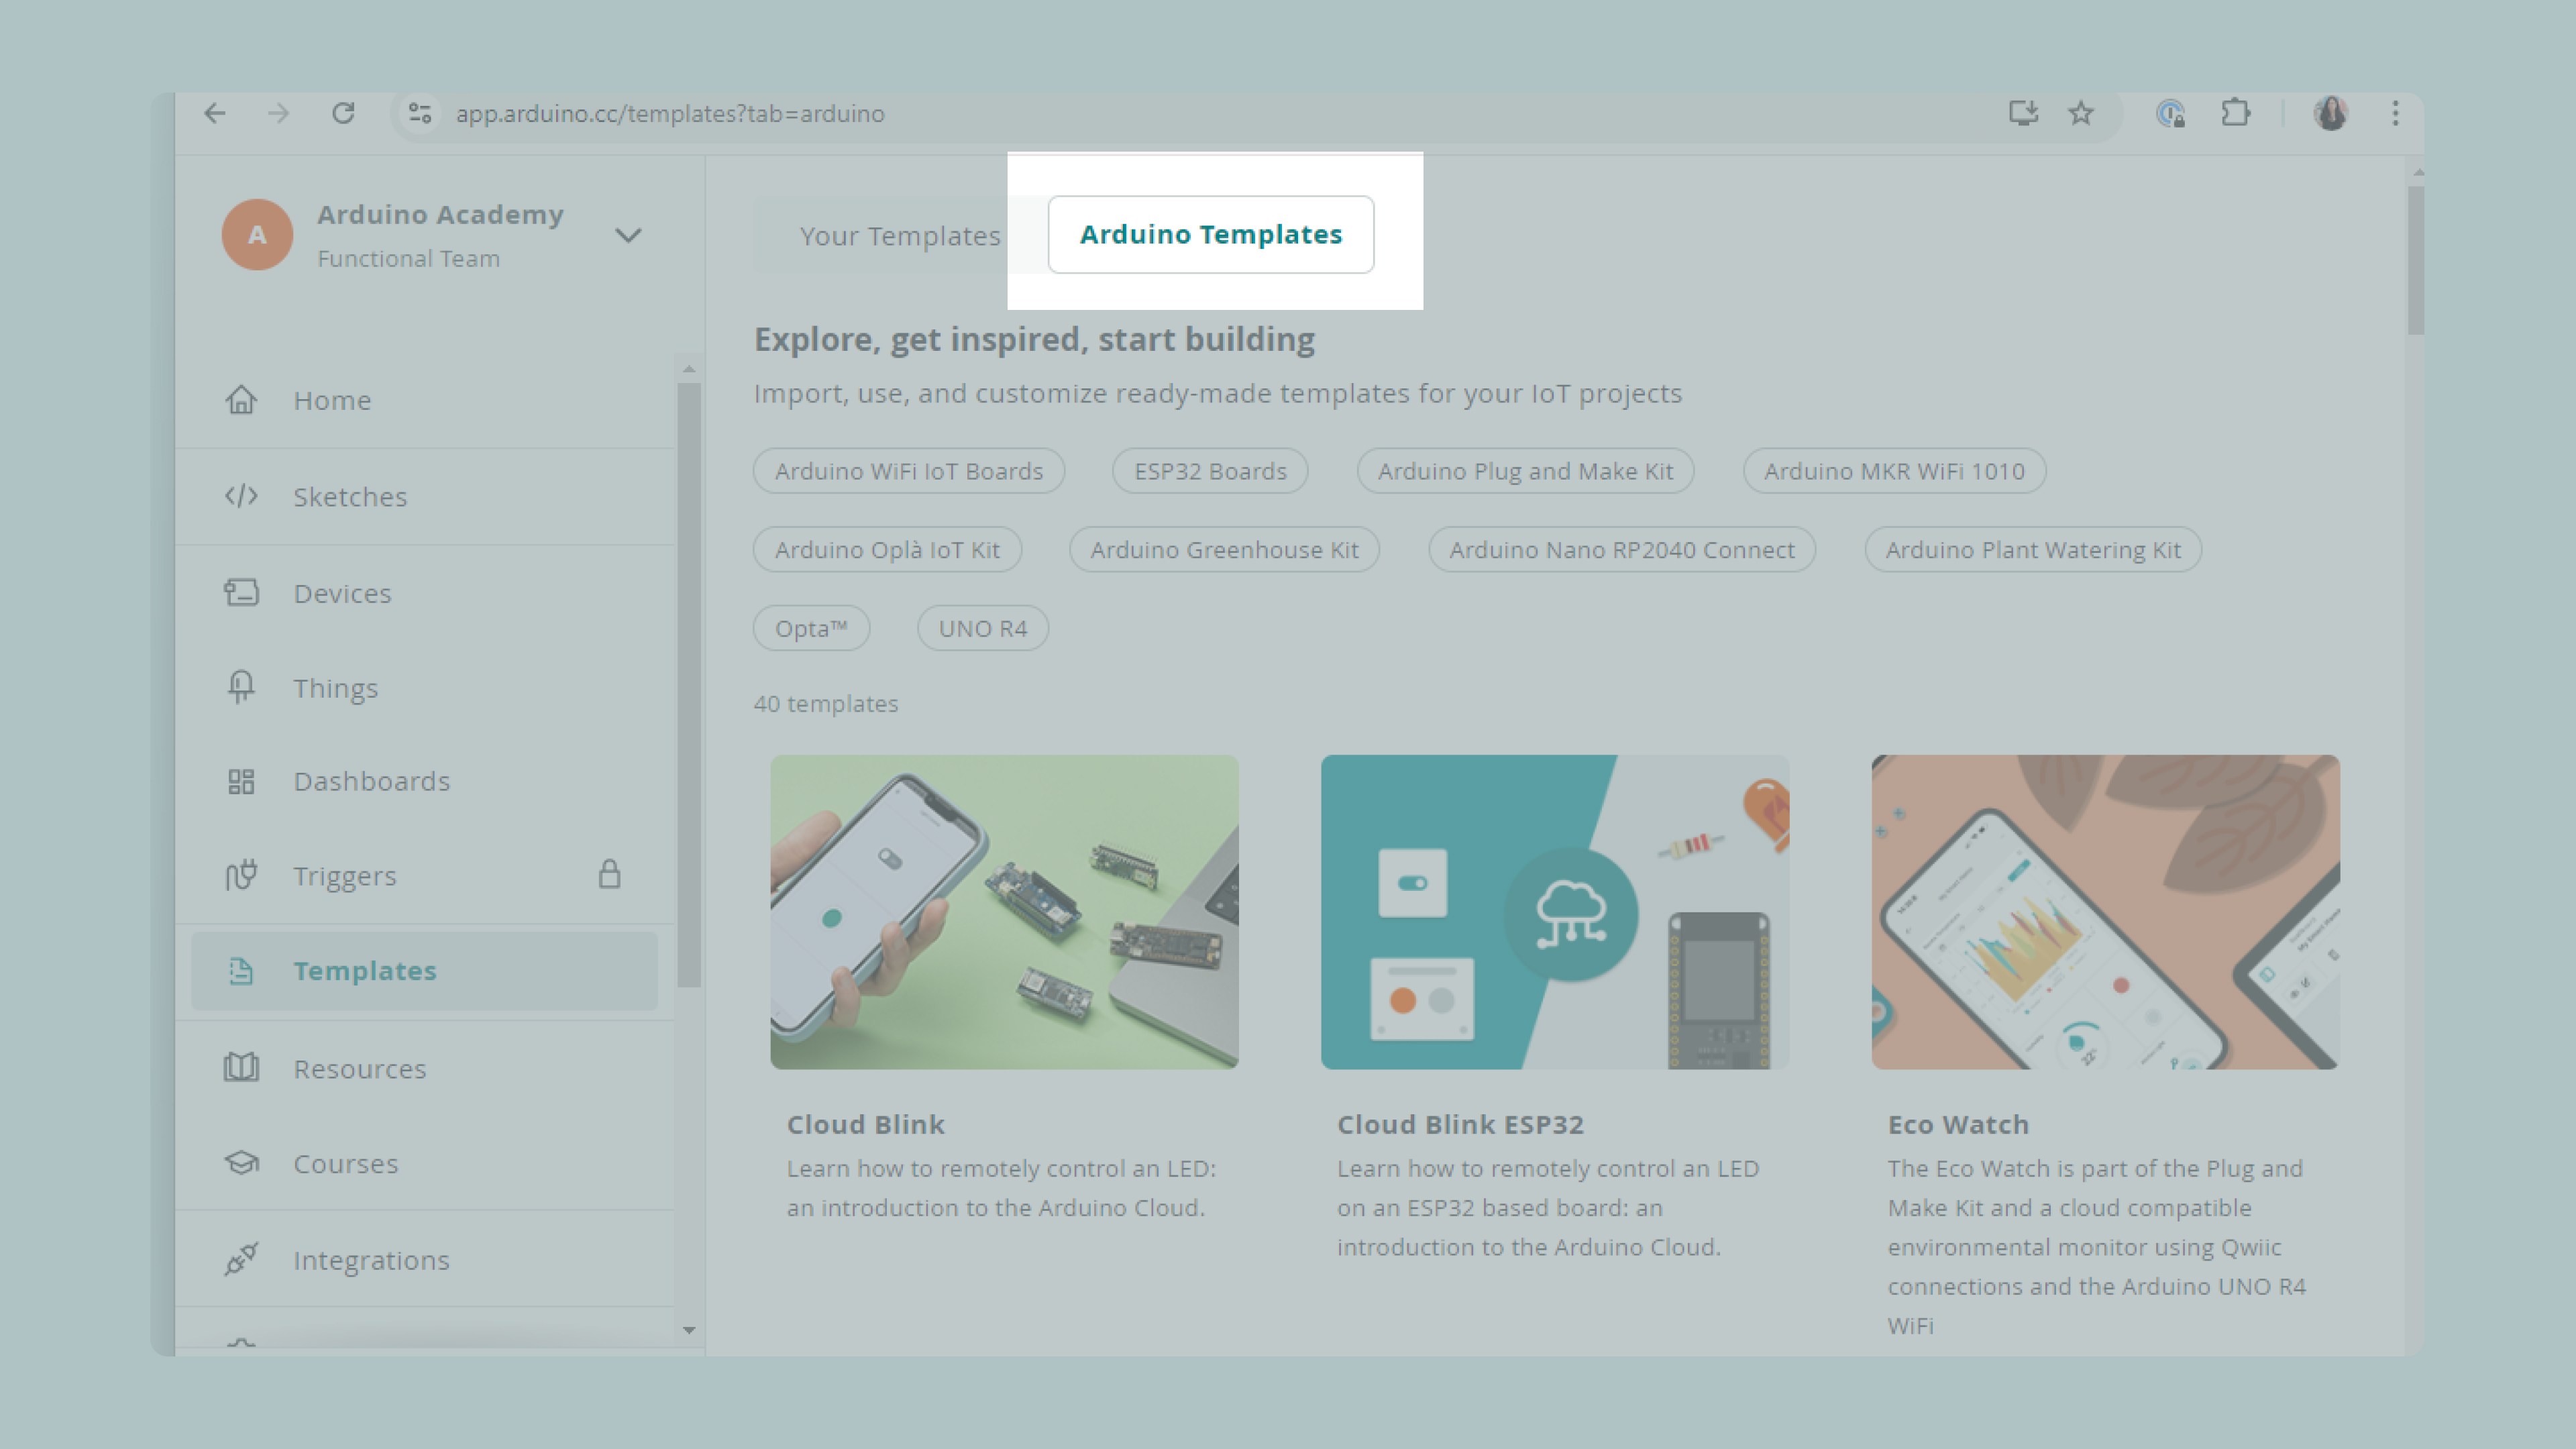 app.arduino.cc/templates?tab=arduino
A
Arduino Academy
Functional Team
Home
Sketches
Devices
Things
Dashboards
Triggers
Templates
Resources
Courses
Integrations
Your Templates
Arduino Templates
Explore, get inspired, start building
Import, use, and customize ready-made templates for your IoT projects
Arduino WiFi IoT Boards
ESP32 Boards
Arduino Plug and Make Kit
Arduino MKR WiFi 1010
Arduino Oplà IoT Kit
Arduino Greenhouse Kit
Arduino Nano RP2040 Connect
Arduino Plant Watering Kit
Opta™
UNO R4
40 templates
Cloud Blink
Learn how to remotely control an LED:
an introduction to the Arduino Cloud.
Cloud Blink ESP32
Learn how to remotely control an LED
on an ESP32 based board: an
introduction to the Arduino Cloud.
22°
Eco Watch
The Eco Watch is part of the Plug and
Make Kit and a cloud compatible
environmental monitor using Qwiic
connections and the Arduino UNO R4
WiFi